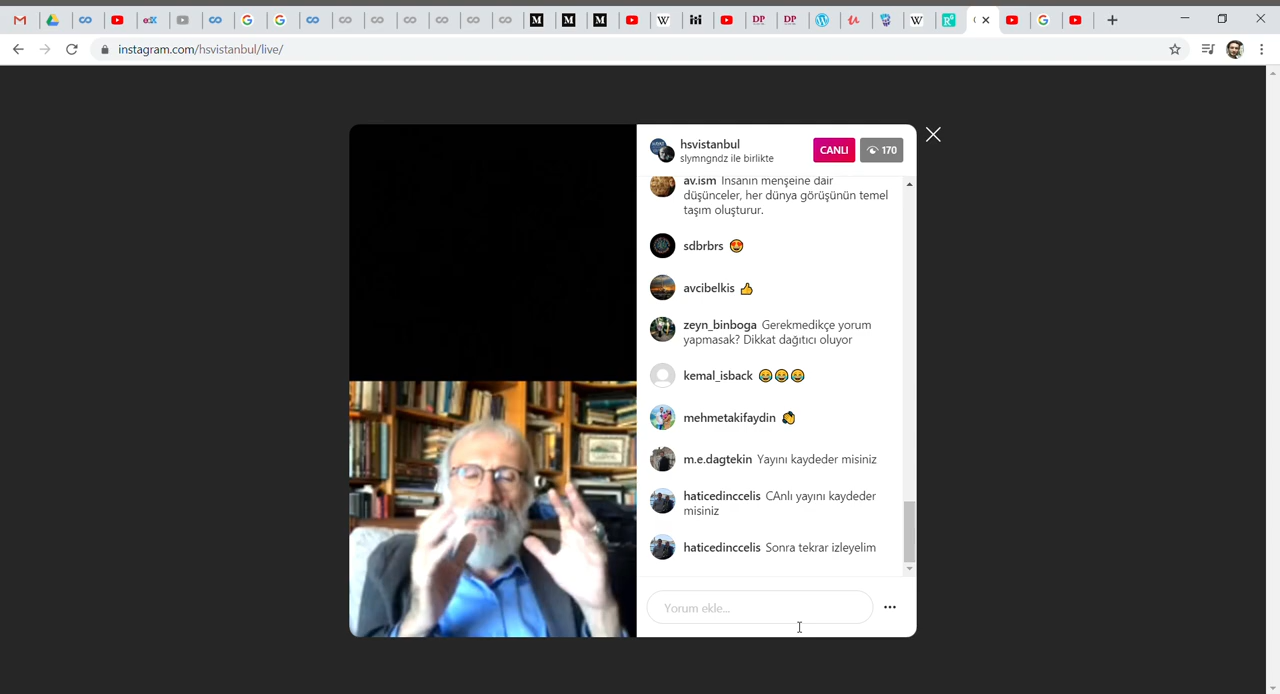 instagram.com/hsvistanbul/live/
hsvistanbul
slymngndz ile birlikte
CANLI
170
av.ism İnsanın menşeine dair
düşünceler, her dünya görüşünün temel
taşım oluşturur.
sdbrbrs 😍
avcibelkis 👍
zeyn_binboga Gerekmedikçe yorum
yapmasak? Dikkat dağıtıcı oluyor
kemal_isback 😂😂😂
mehmetakifaydin 👏
m.e.dagtekin Yayını kaydeder misiniz
haticedinccelis CAnlı yayını kaydeder
misiniz
haticedinccelis Sonra tekrar izleyelim
Yorum ekle...